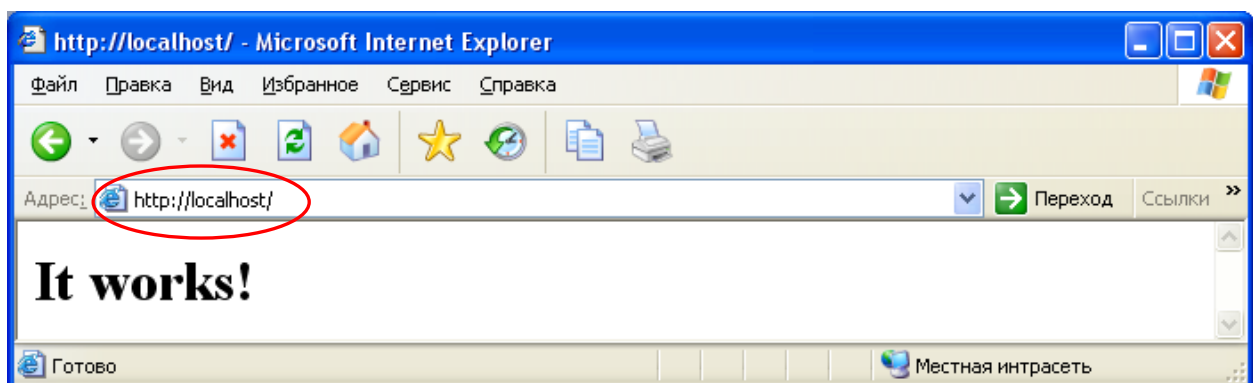 http://localhost/ - Microsoft Internet Explorer
Файл Правка Вид Избранное Сервис Справка
Адрес: http://localhost/ Переход Ссылки »
It works!
Готово Местная интрасеть